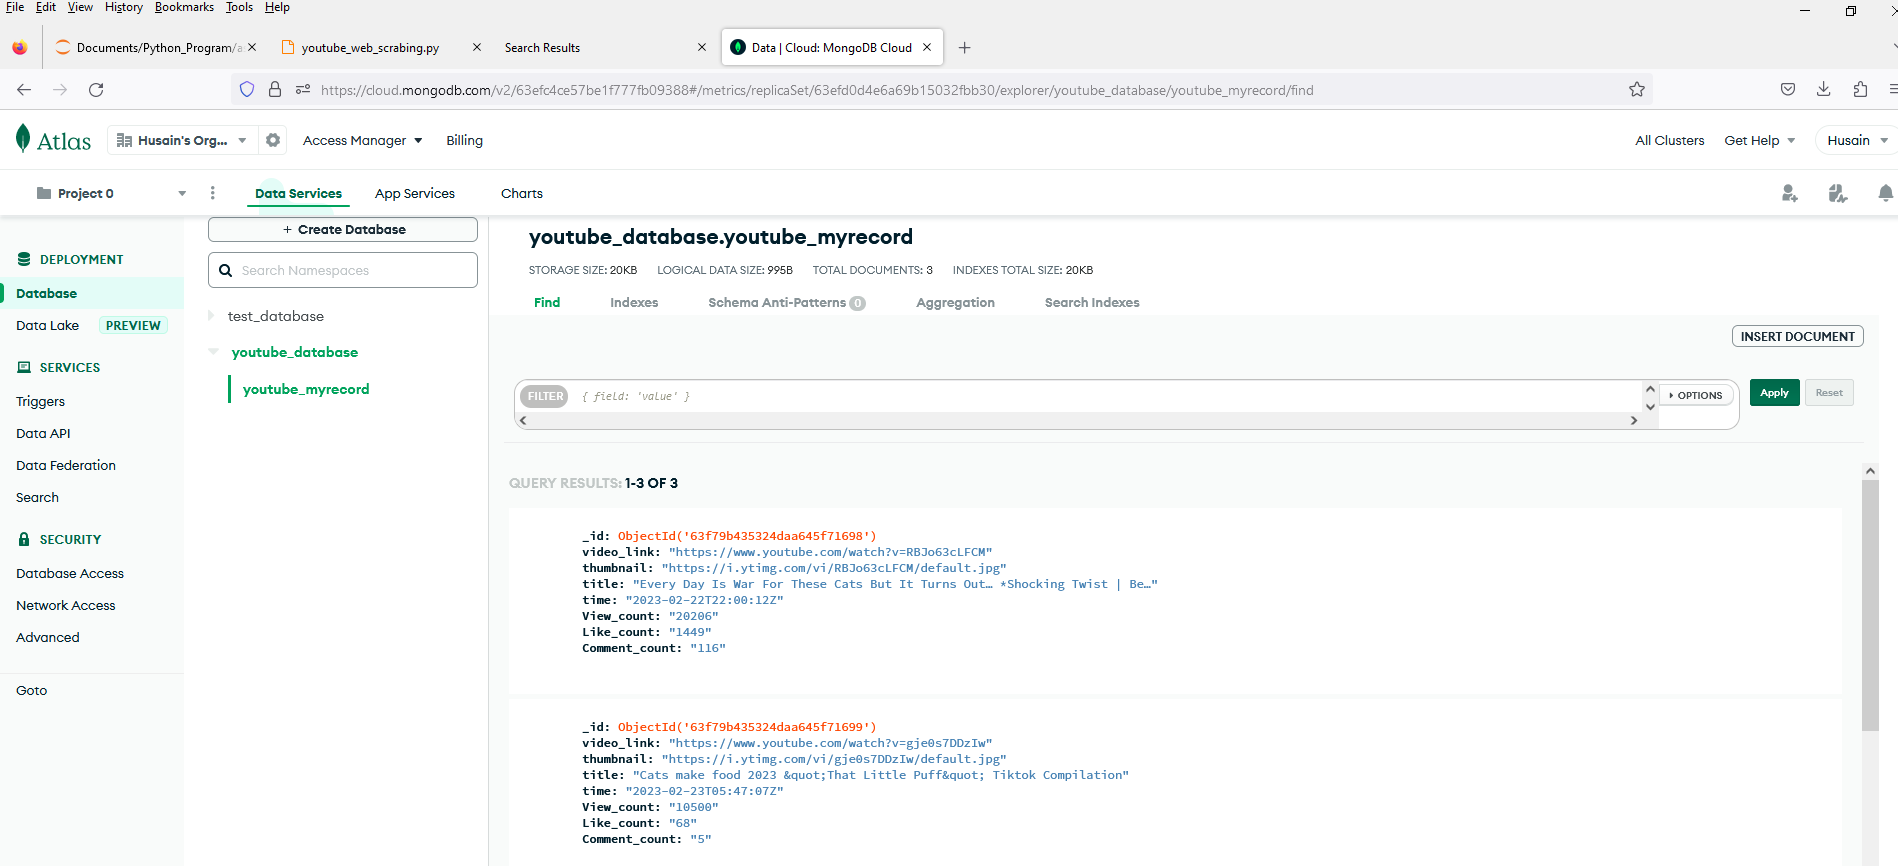 File Edit View History Bookmarks Tools Help
Documents/Python_Program/a
youtube_web_scrabing.py
Search Results
Data | Cloud: MongoDB Cloud
https://cloud.mongodb.com/v2/63efc4ce57be1f777fb09388#/metrics/replicaSet/63efd0d4e6a69b15032fbb30/explorer/youtube_database/youtube_myrecord/find
Atlas
Husain's Org...
Access Manager
Billing
All Clusters
Get Help
Husain
Project 0
Data Services
App Services
Charts
DEPLOYMENT
Database
Data Lake PREVIEW
SERVICES
Triggers
Data API
Data Federation
Search
SECURITY
Database Access
Network Access
Advanced
Goto
+ Create Database
Search Namespaces
test_database
youtube_database
youtube_myrecord
youtube_database.youtube_myrecord
STORAGE SIZE: 20KB LOGICAL DATA SIZE: 995B TOTAL DOCUMENTS: 3 INDEXES TOTAL SIZE: 20KB
Find Indexes Schema Anti-Patterns 0 Aggregation Search Indexes
INSERT DOCUMENT
FILTER { field: 'value' }
OPTIONS
Apply
Reset
QUERY RESULTS: 1-3 OF 3
_id: ObjectId('63f79b435324daa645f71698')
video_link: "https://www.youtube.com/watch?v=RBJo63cLFCM"
thumbnail: "https://i.ytimg.com/vi/RBJo63cLFCM/default.jpg"
title: "Every Day Is War For These Cats But It Turns Out… *Shocking Twist | Be…"
time: "2023-02-22T22:00:12Z"
View_count: "20206"
Like_count: "1449"
Comment_count: "116"
_id: ObjectId('63f79b435324daa645f71699')
video_link: "https://www.youtube.com/watch?v=gje0s7DDzIw"
thumbnail: "https://i.ytimg.com/vi/gje0s7DDzIw/default.jpg"
title: "Cats make food 2023 &quot;That Little Puff&quot; Tiktok Compilation"
time: "2023-02-23T05:47:07Z"
View_count: "10500"
Like_count: "68"
Comment_count: "5"